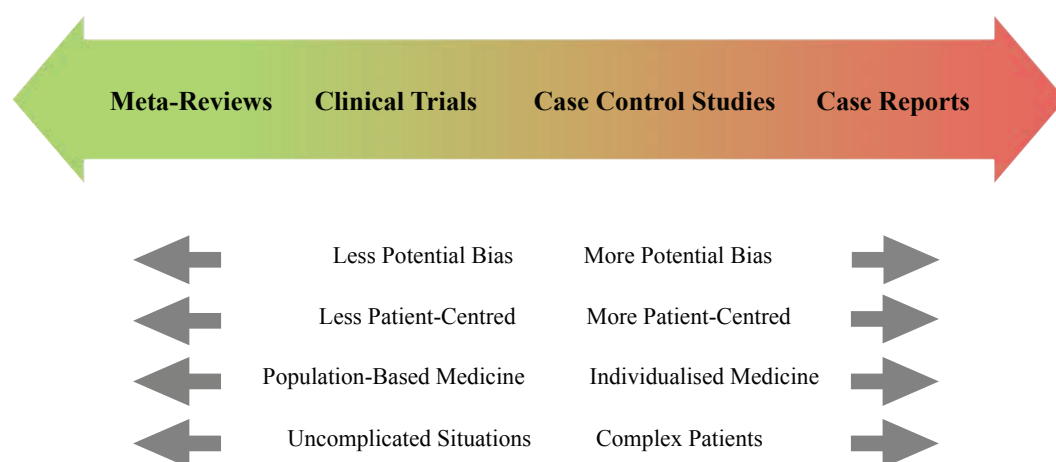 Meta-Reviews Clinical Trials Case Control Studies Case Reports
Less Potential Bias More Potential Bias
Less Patient-Centred More Patient-Centred
Population-Based Medicine Individualised Medicine
Uncomplicated Situations Complex Patients